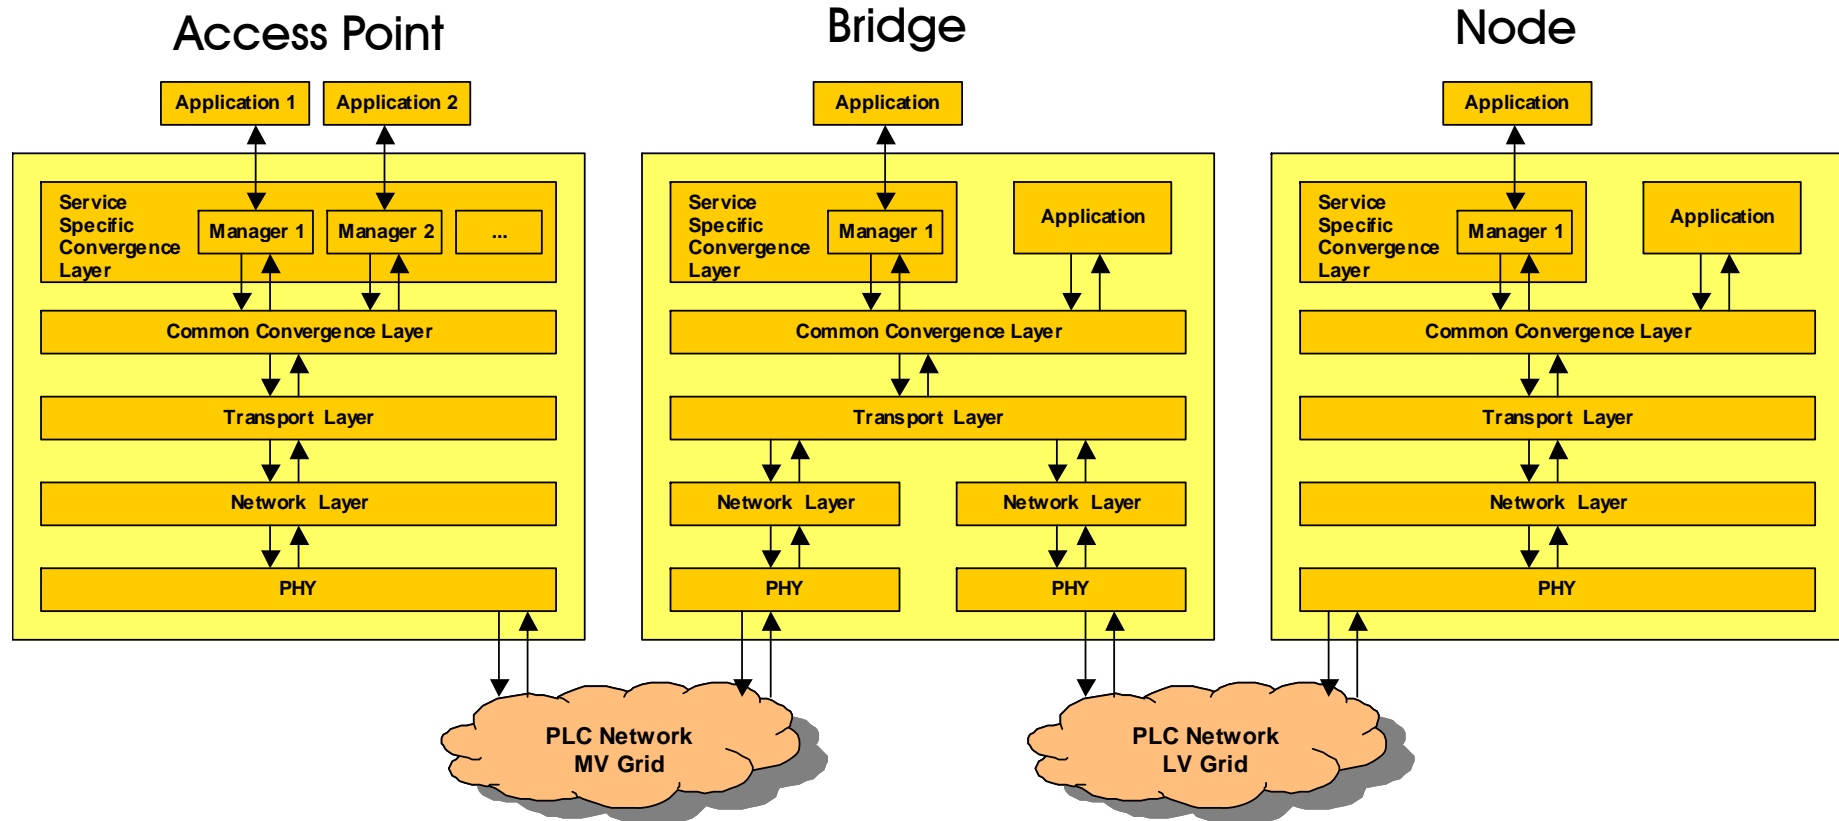 Access Point
Application 1
Application 2
Service
Specific
Convergence
Layer
Manager 1
Manager 2
...
Common Convergence Layer
Transport Layer
Network Layer
PHY
Bridge
Application
Service
Specific
Convergence
Layer
Manager 1
Application
Common Convergence Layer
Transport Layer
Network Layer
Network Layer
PHY
PHY
Node
Application
Service
Specific
Convergence
Layer
Manager 1
Application
Common Convergence Layer
Transport Layer
Network Layer
PHY
PLC Network
MV Grid
PLC Network
LV Grid